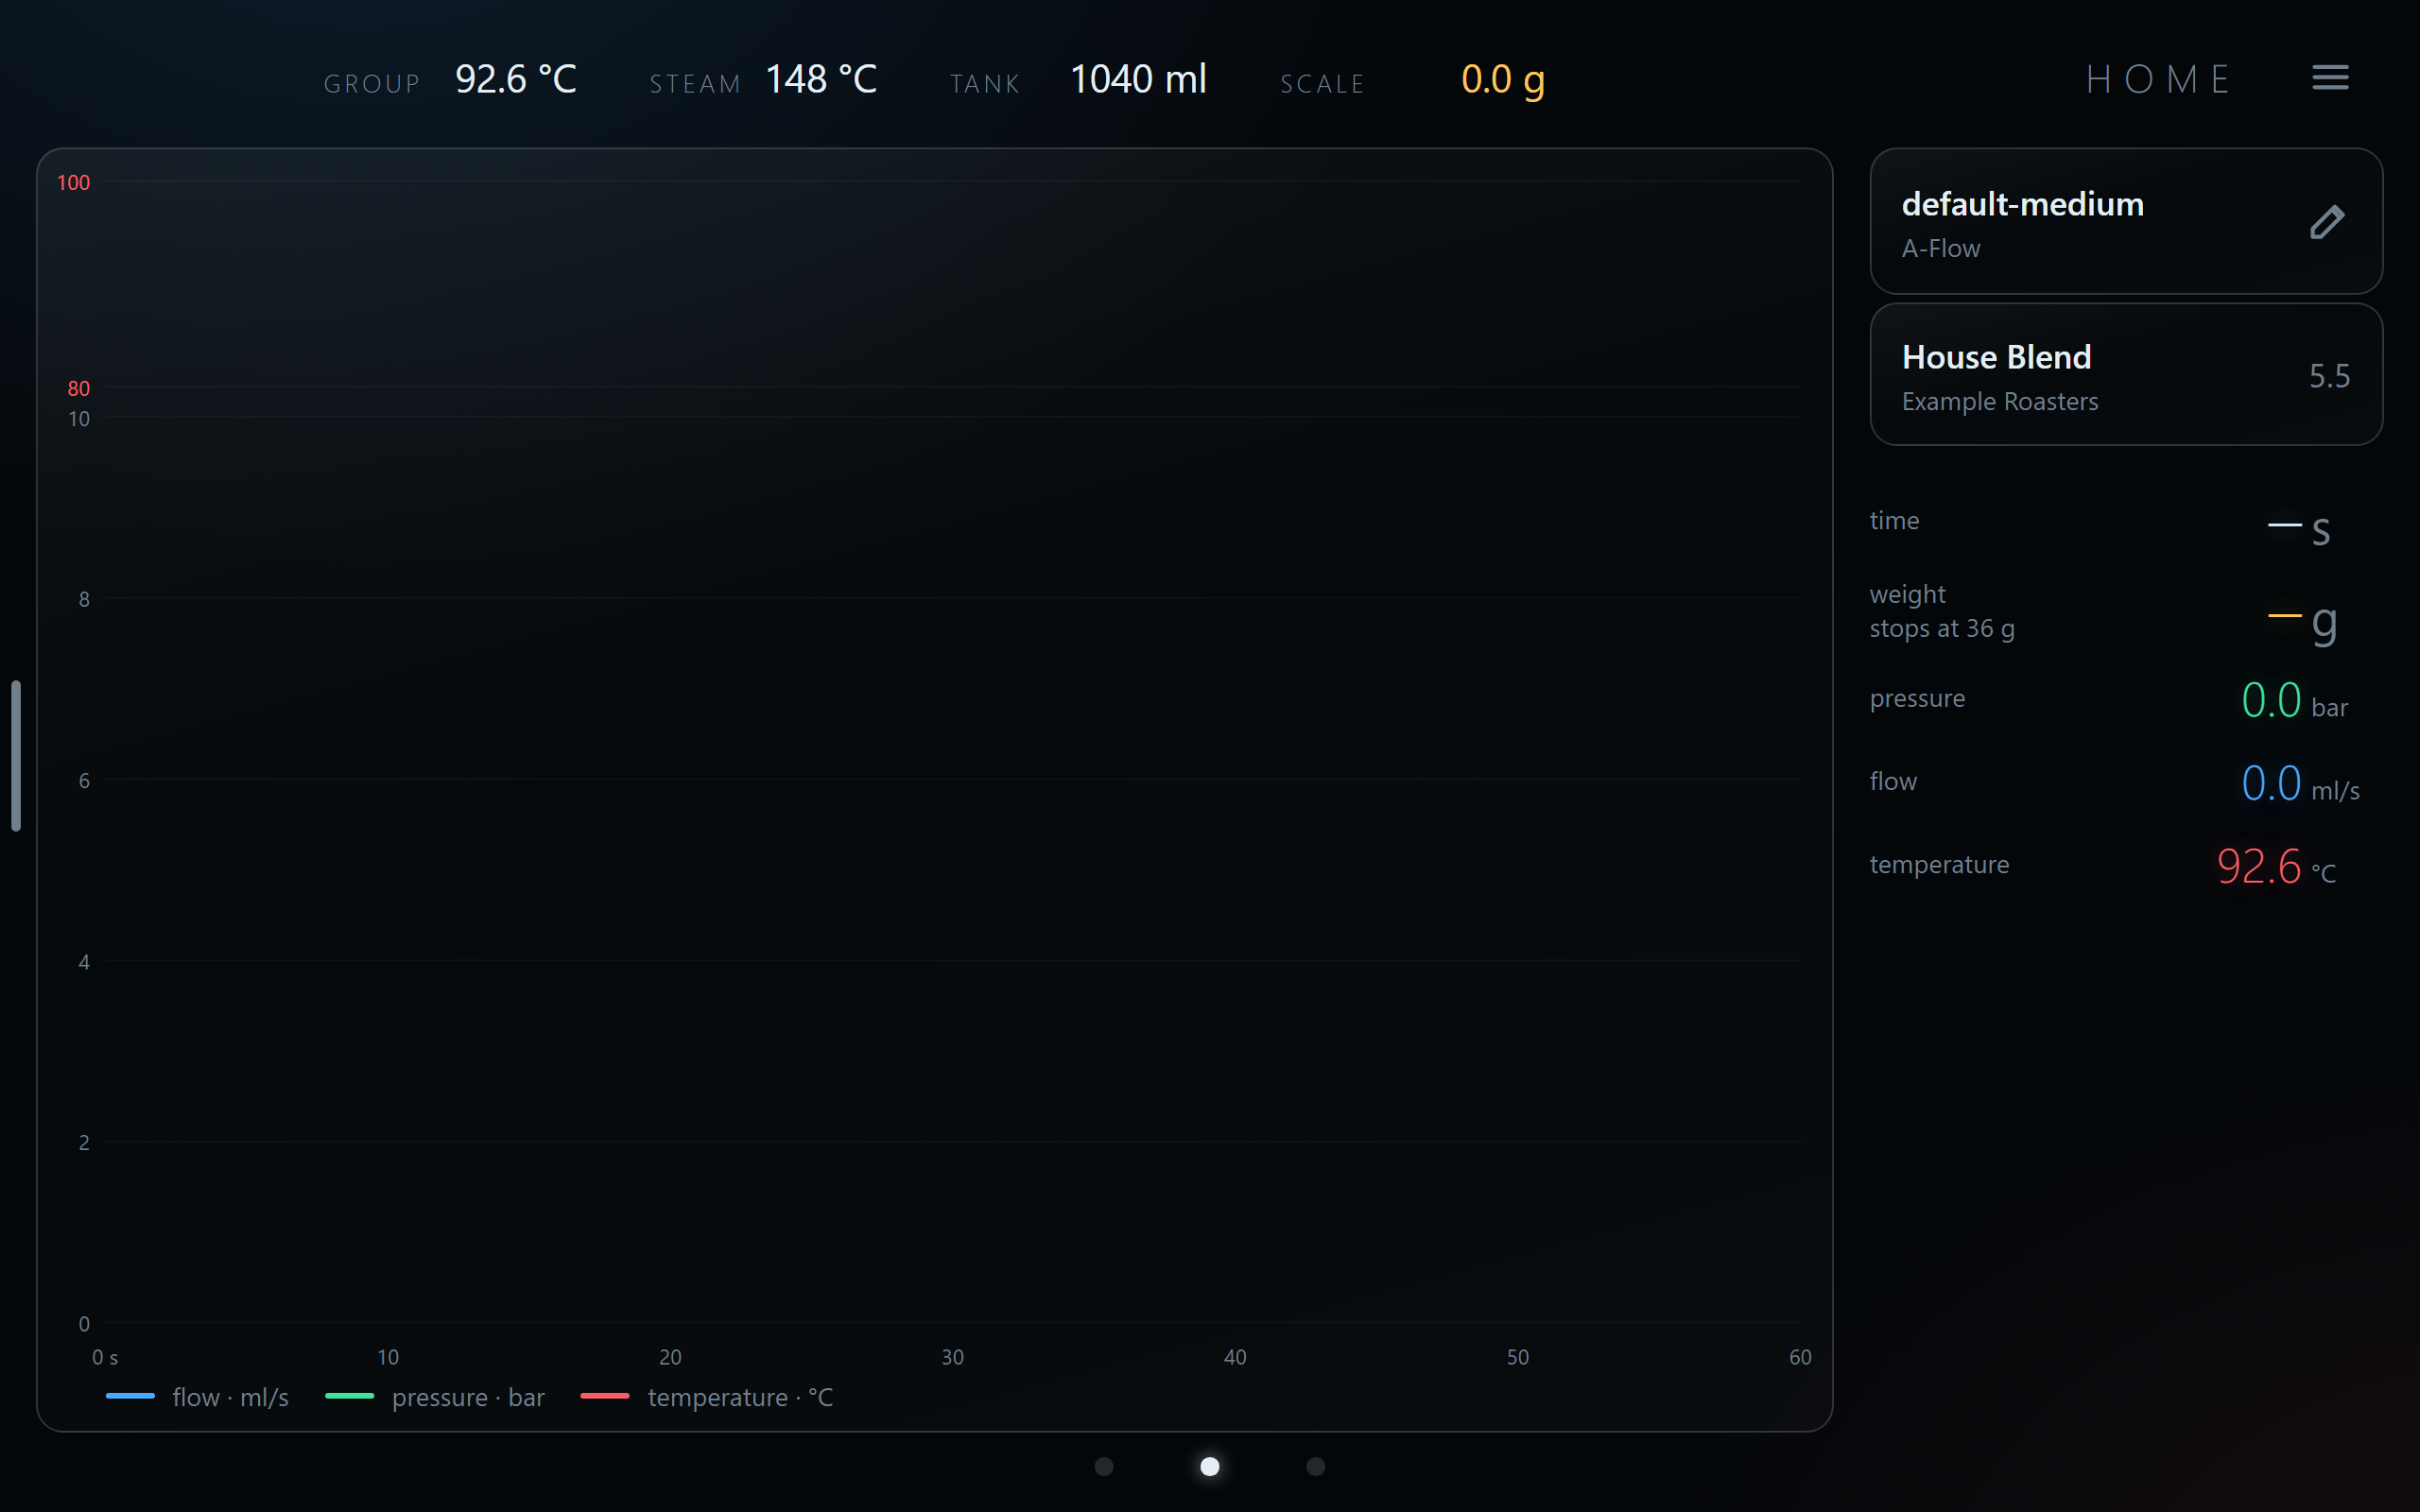 GROUP 92.6 °C STEAM 148 °C TANK 1040 ml SCALE 0.0 g HOME
100
80
10
8
6
4
2
0
0 s 10 20 30 40 50 60
flow · ml/s pressure · bar temperature · °C
default-medium
A-Flow
House Blend
Example Roasters
5.5
time — s
weight
stops at 36 g
— g
pressure 0.0 bar
flow 0.0 ml/s
temperature 92.6 °C